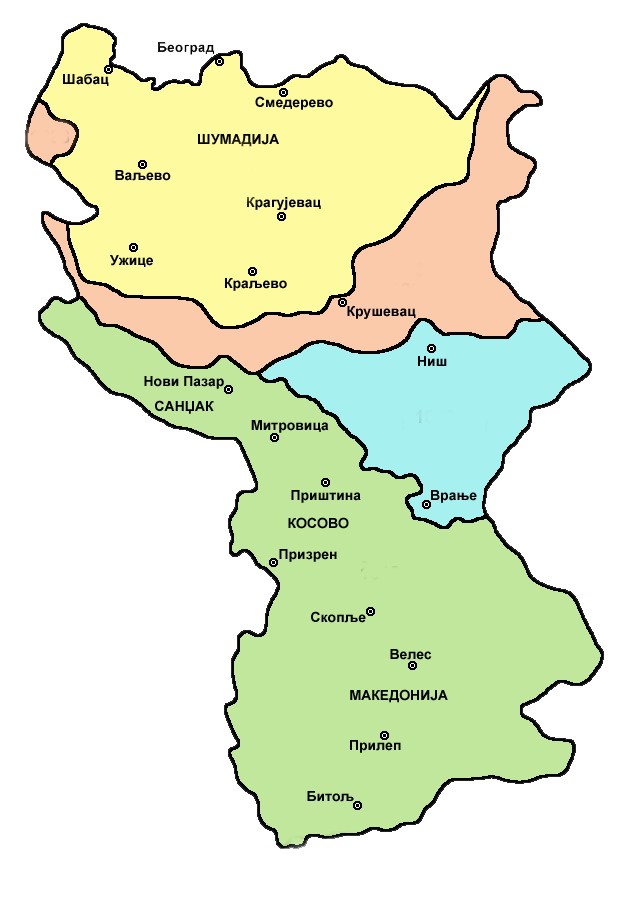 Београд
Шабац
Смедерево
ШУМАДИЈА
Ваљево
Крагујевац
Ужице
Краљево
Крушевац
Ниш
Нови Пазар
САНЏАК
Митровица
Приштина
Врање
КОСОВО
Призрен
Скопље
Велес
МАКЕДОНИЈА
Прилеп
Битољ